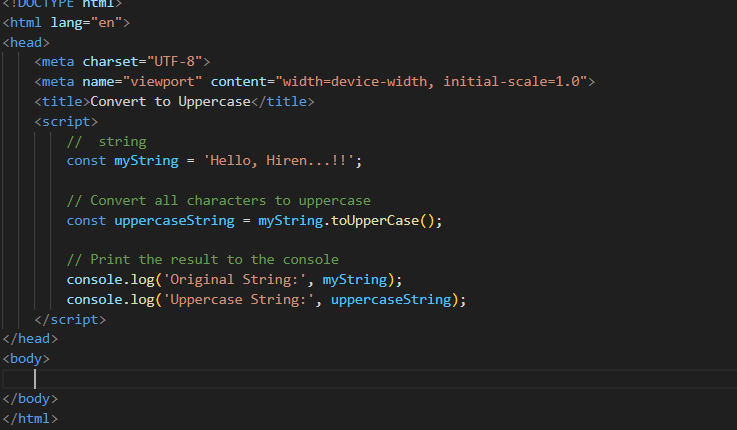 <!DOCTYPE html>
<html lang="en">
<head>
    <meta charset="UTF-8">
    <meta name="viewport" content="width=device-width, initial-scale=1.0">
    <title>Convert to Uppercase</title>
    <script>
        //  string
        const myString = 'Hello, Hiren...!!';

        // Convert all characters to uppercase
        const uppercaseString = myString.toUpperCase();

        // Print the result to the console
        console.log('Original String:', myString);
        console.log('Uppercase String:', uppercaseString);
    </script>
</head>
<body>

</body>
</html>